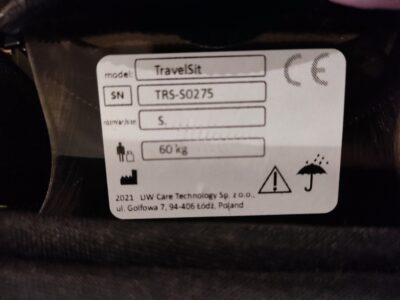 model: TravelSit
SN TRS-S0275
rozmiar/size: S.
60 kg
2021 LIW Care Technology Sp. z o.o.,
ul. Golfowa 7, 94-406 Łódź, Poland
CE